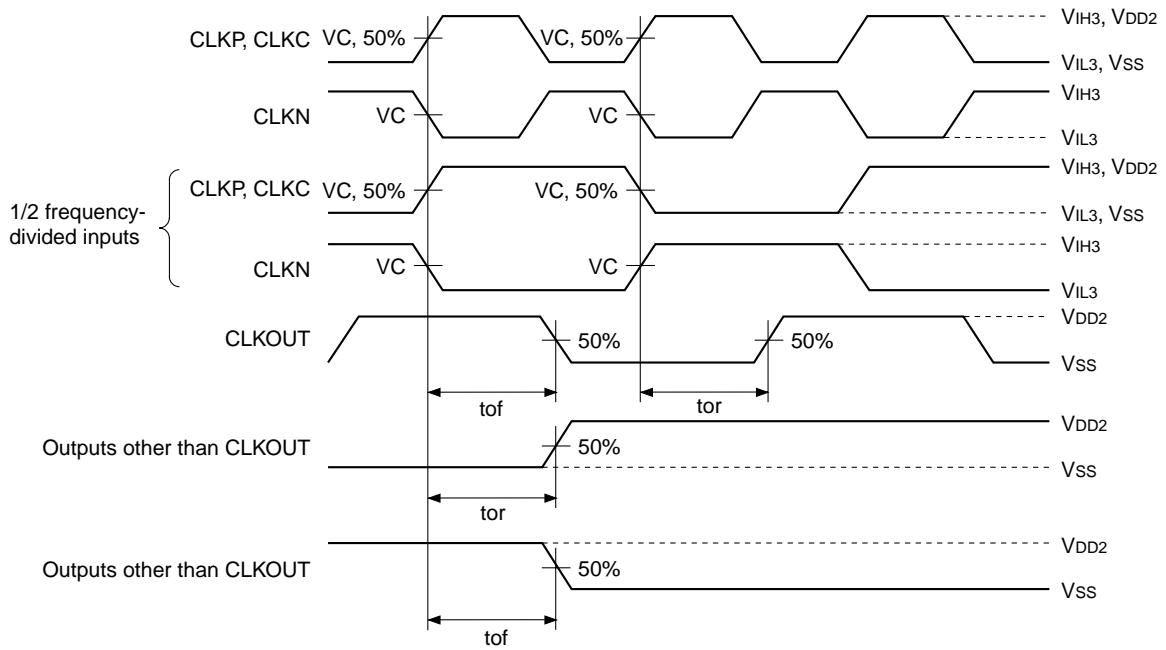 CLKP, CLKC VC, 50% VC, 50% VIH3, VDD2
VIL3, VSS
CLKN VC VC VIH3
VIL3
1/2 frequency-
divided inputs
CLKP, CLKC VC, 50% VC, 50% VIH3, VDD2
VIL3, VSS
CLKN VC VC VIH3
VIL3
CLKOUT 50% 50% VDD2
VSS
tof tor
Outputs other than CLKOUT 50% VDD2
VSS
tor
Outputs other than CLKOUT 50% VDD2
VSS
tof